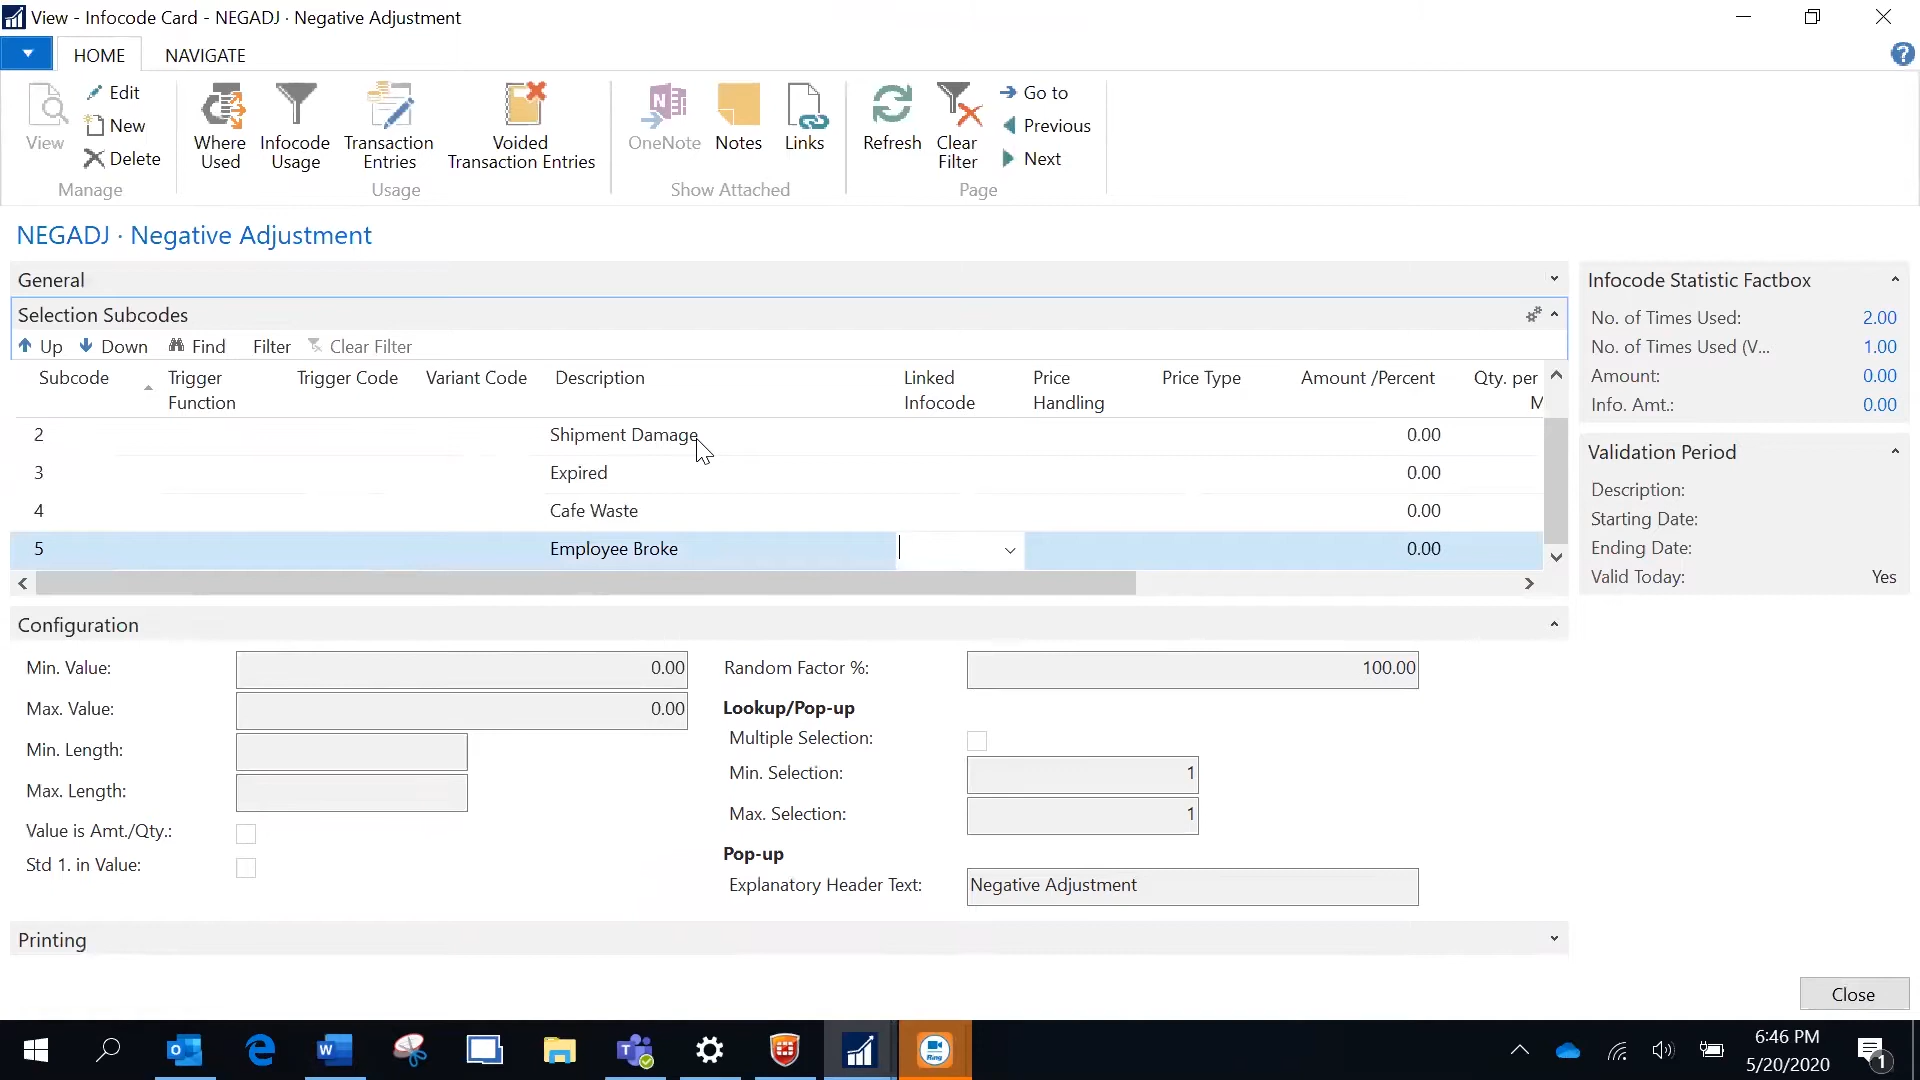 View - Infocode Card - NEGADJ · Negative Adjustment
HOME NAVIGATE
View
Edit
New
Delete
Manage
Where Used
Infocode Usage
Transaction Entries
Voided Transaction Entries
Usage
OneNote
Notes
Links
Show Attached
Refresh
Clear Filter
Go to
Previous
Next
Page
NEGADJ · Negative Adjustment
General
Selection Subcodes
Up Down Find Filter Clear Filter
Subcode Trigger Function Trigger Code Variant Code Description Linked Infocode Price Handling Price Type Amount /Percent Qty. per M
2 Shipment Damage 0.00
3 Expired 0.00
4 Cafe Waste 0.00
5 Employee Broke 0.00
Configuration
Min. Value: 0.00
Max. Value: 0.00
Min. Length:
Max. Length:
Value is Amt./Qty.:
Std 1. in Value:
Random Factor %: 100.00
Lookup/Pop-up
Multiple Selection:
Min. Selection: 1
Max. Selection: 1
Pop-up
Explanatory Header Text: Negative Adjustment
Printing
Infocode Statistic Factbox
No. of Times Used: 2.00
No. of Times Used (V... 1.00
Amount: 0.00
Info. Amt.: 0.00
Validation Period
Description:
Starting Date:
Ending Date:
Valid Today: Yes
Close
6:46 PM
5/20/2020
1